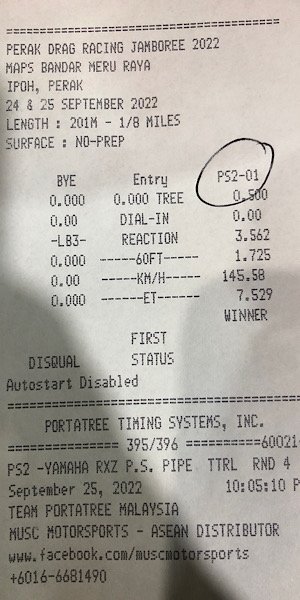 ==============================
PERAK DRAG RACING JAMBOREE 2022
MAPS BANDAR MERU RAYA
IPOH, PERAK
24 & 25 SEPTEMBER 2022
LENGTH : 201M - 1/8 MILES
SURFACE : NO-PREP
BYE Entry PS2-01
0.000 0.000 TREE 0.500
0.00 DIAL-IN 0.00
-LB3- REACTION 3.562
0.000 ------60FT----- 1.725
0.00 ------KM/H----- 145.58
0.000 ------ET----- 7.529
WINNER
FIRST
DISQUAL STATUS
Autostart Disabled
==============================
PORTATREE TIMING SYSTEMS, INC.
============ 395/396 ==========60021-
PS2 -YAMAHA RXZ P.S. PIPE TTRL RND 4
September 25, 2022 10:05:10 P
TEAM PORTATREE MALAYSIA
MUSC MOTORSPORTS - ASEAN DISTRIBUTOR
www.facebook.com/muscmotorsports
+6016-6681490